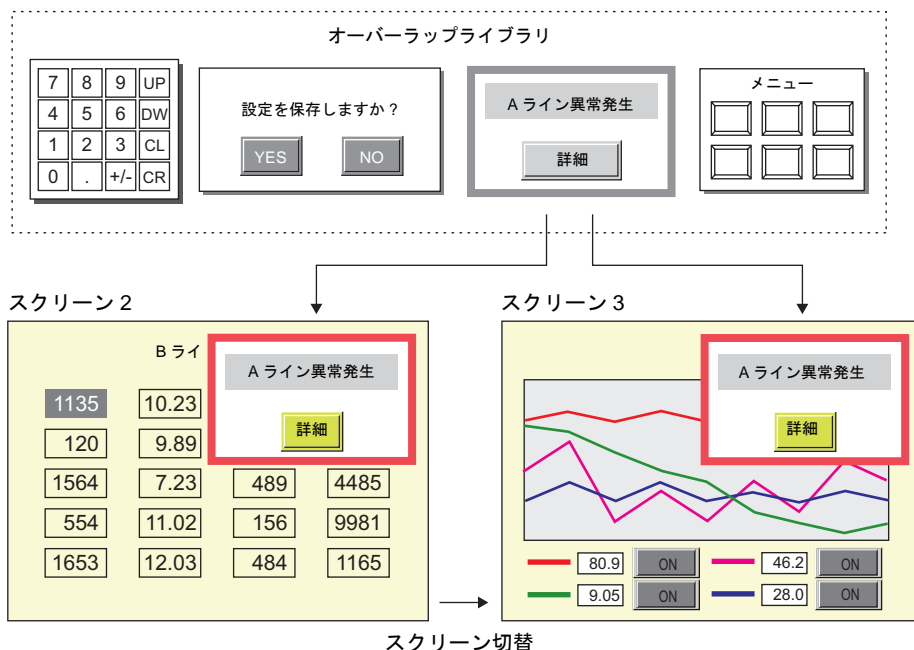 オーバーラップライブラリ
7 8 9 UP
4 5 6 DW
1 2 3 CL
0 . +/- CR
設定を保存しますか？
YES NO
A ライン異常発生
詳細
メニュー
スクリーン 2
B ライ
A ライン異常発生
詳細
1135 10.23
120 9.89
1564 7.23 489 4485
554 11.02 156 9981
1653 12.03 484 1165
スクリーン 3
A ライン異常発生
詳細
80.9 ON 46.2 ON
9.05 ON 28.0 ON
スクリーン切替